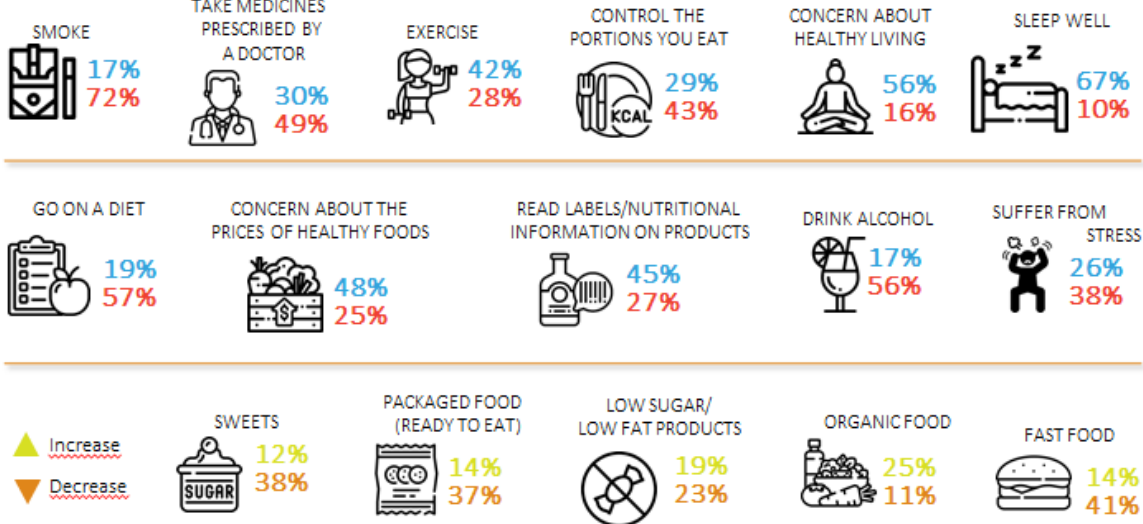 TAKE MEDICINES
PRESCRIBED BY
A DOCTOR
SMOKE
17%
72%
30%
49%
EXERCISE
42%
28%
CONTROL THE
PORTIONS YOU EAT
KCAL
29%
43%
CONCERN ABOUT
HEALTHY LIVING
56%
16%
SLEEP WELL
z z Z
67%
10%
GO ON A DIET
19%
57%
CONCERN ABOUT THE
PRICES OF HEALTHY FOODS
$
48%
25%
READ LABELS/NUTRITIONAL
INFORMATION ON PRODUCTS
45%
27%
DRINK ALCOHOL
17%
56%
SUFFER FROM
STRESS
26%
38%
Increase
Decrease
SWEETS
SUGAR
12%
38%
PACKAGED FOOD
(READY TO EAT)
14%
37%
LOW SUGAR/
LOW FAT PRODUCTS
19%
23%
ORGANIC FOOD
25%
11%
FAST FOOD
14%
41%